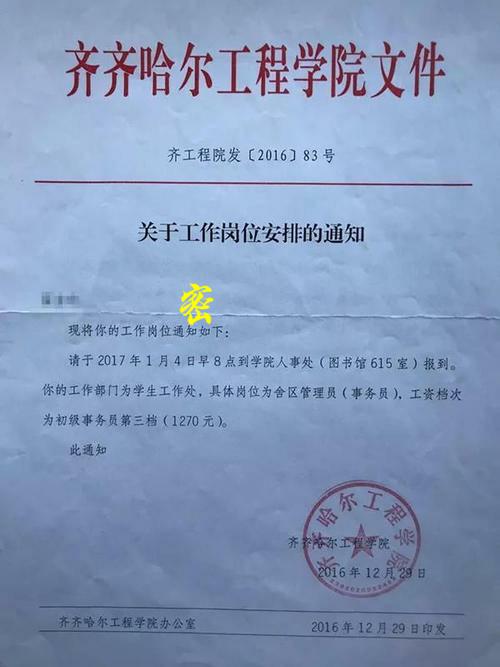 齐齐哈尔工程学院文件
齐工程院发〔2016〕83号
关于工作岗位安排的通知
密
现将你的工作岗位通知如下:
请于2017年1月4日早8点到学院人事处(图书馆615室)报到。
你的工作部门为学生工作处,具体岗位为舍区管理员(事务员),工资档次
为初级事务员第三档(1270元)。
此通知
齐齐哈尔工程学院
齐齐哈尔工程学院
2016年12月29日
齐齐哈尔工程学院办公室
2016年12月29日印发